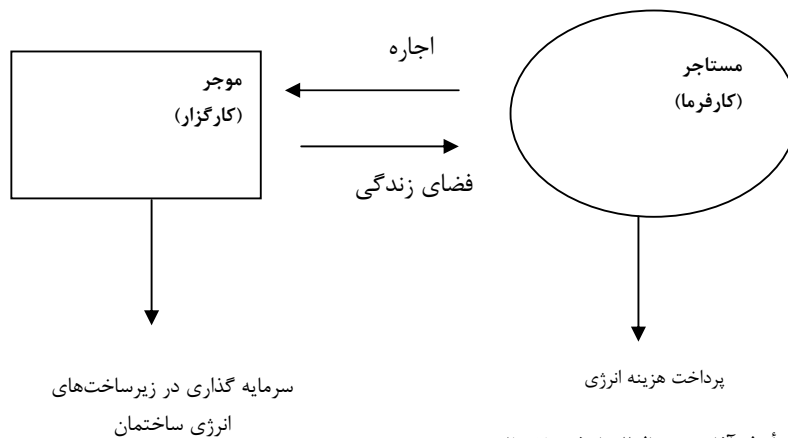 اجاره
مستاجر
(کارفرما)
موجر
(کارگزار)
فضای زندگی
پرداخت هزینه انرژی
سرمایه گذاری در زیرساخت‌های
انرژی ساختمان